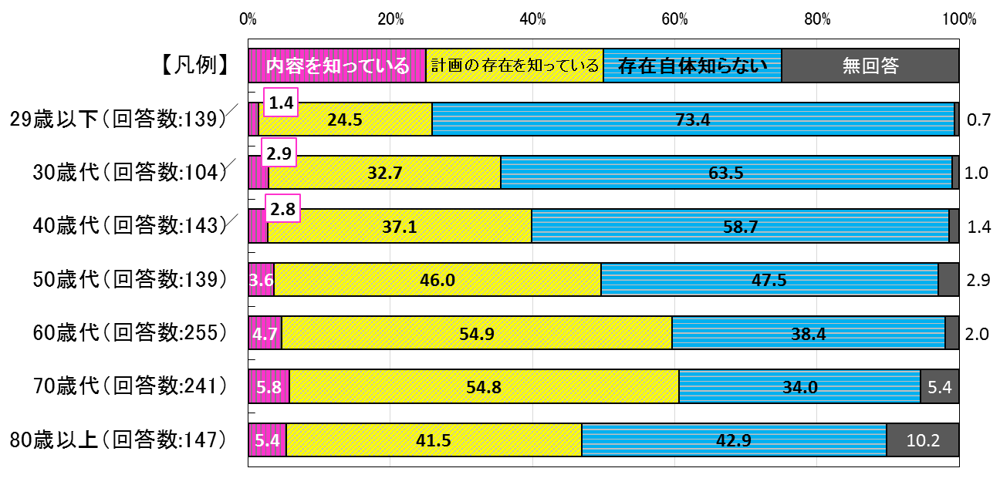 0% 20% 40% 60% 80% 100%
【凡例】 内容を知っている 計画の存在を知っている 存在自体知らない 無回答
29歳以下（回答数:139） 1.4 24.5 73.4 0.7
30歳代（回答数:104） 2.9 32.7 63.5 1.0
40歳代（回答数:143） 2.8 37.1 58.7 1.4
50歳代（回答数:139） 3.6 46.0 47.5 2.9
60歳代（回答数:255） 4.7 54.9 38.4 2.0
70歳代（回答数:241） 5.8 54.8 34.0 5.4
80歳以上（回答数:147） 5.4 41.5 42.9 10.2